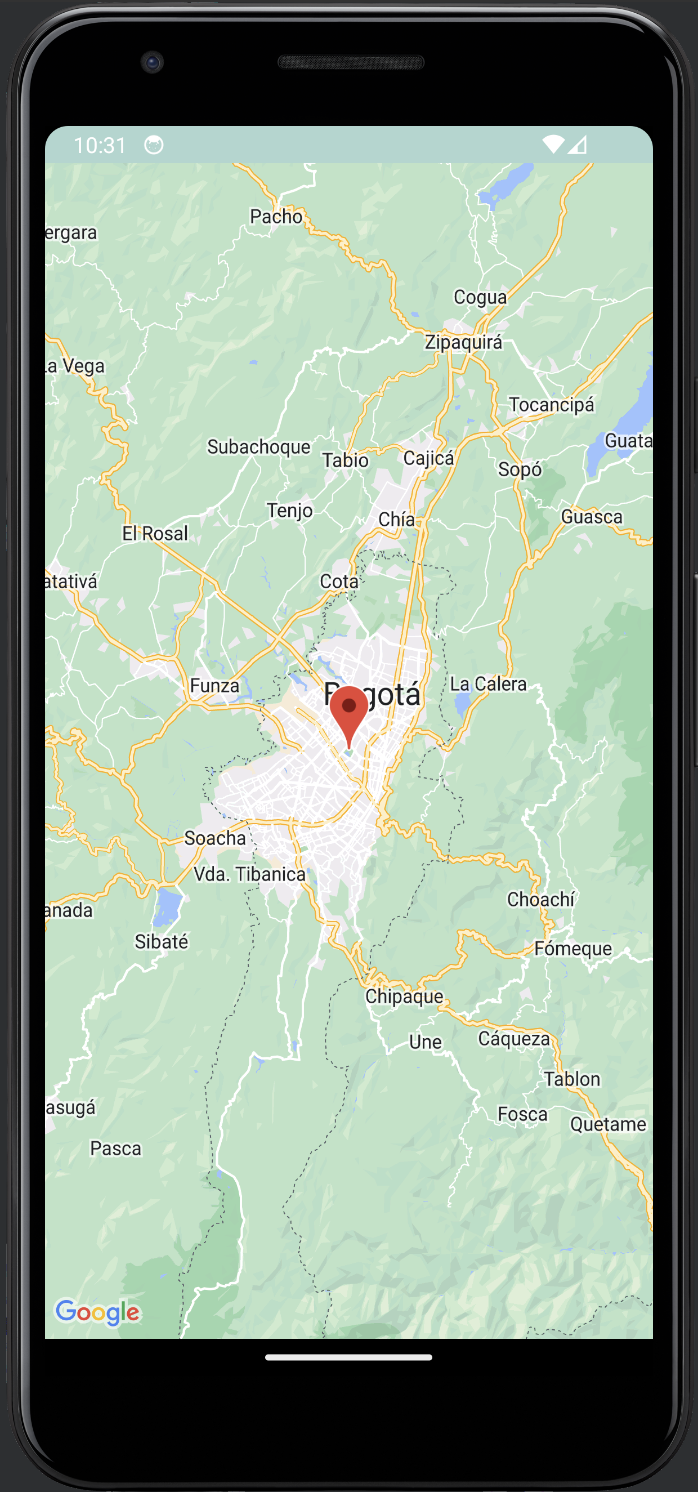 10:31
Pacho
ergara
Cogua
Zipaquirá
La Vega
Tocancipá
Guata
Subachoque
Tabio
Cajicá
Sopó
Tenjo
Chía
Guasca
El Rosal
atativá
Cota
Funza
La Calera
Bogotá
Soacha
Vda. Tibanica
Choachí
anada
Sibaté
Fómeque
Chipaque
Une
Cáqueza
Tablon
asugá
Fosca
Quetame
Pasca
Google